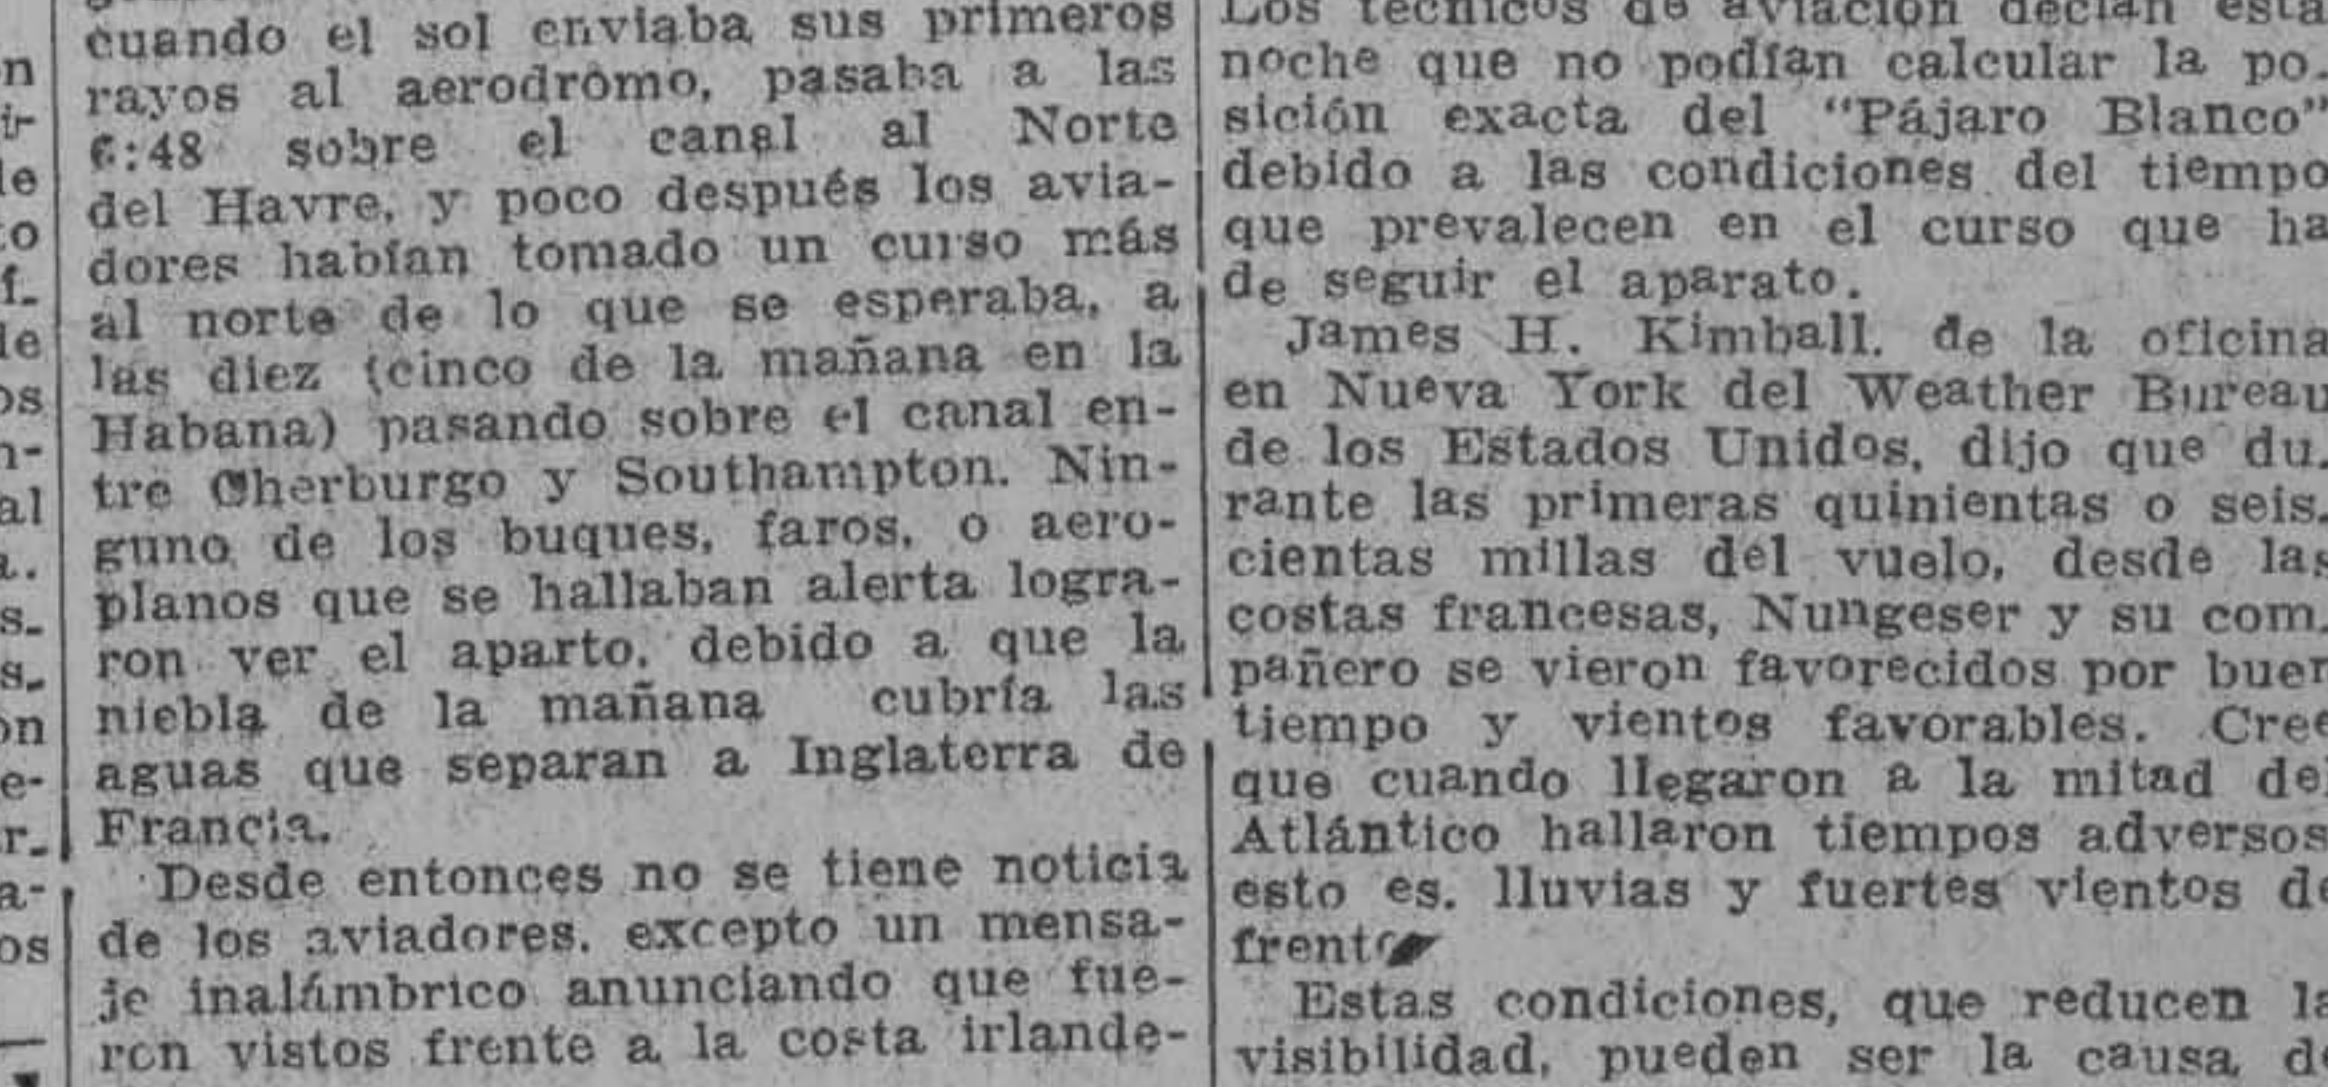 cuando el sol enviaba sus primeros
rayos al aerodromo, pasaba a las
6:48 sobre el canal al Norte
del Havre, y poco después los avia-
dores habían tomado un curso más
al norte de lo que se esperaba, a
las diez (cinco de la mañana en la
Habana) pasando sobre el canal en-
tre Cherburgo y Southampton. Nin-
guno de los buques, faros, o aero-
planos que se hallaban alerta logra-
ron ver el aparto, debido a que la
niebla de la mañana cubría las
aguas que separan a Inglaterra de
Francia.
Desde entonces no se tiene noticia
de los aviadores, excepto un mensa-
je inalámbrico anunciando que fue-
ron vistos frente a la costa irlande-
Los técnicos de aviación decían esta
noche que no podían calcular la po-
sición exacta del "Pájaro Blanco"
debido a las condiciones del tiempo
que prevalecen en el curso que ha
de seguir el aparato.
James H. Kimball, de la oficina
en Nueva York del Weather Bureau
de los Estados Unidos, dijo que du-
rante las primeras quinientas o seis-
cientas millas del vuelo, desde las
costas francesas, Nungeser y su com-
pañero se vieron favorecidos por buen
tiempo y vientos favorables. Cree
que cuando llegaron a la mitad del
Atlántico hallaron tiempos adversos
esto es, lluvias y fuertes vientos de
frente
Estas condiciones, que reducen la
visibilidad, pueden ser la causa de